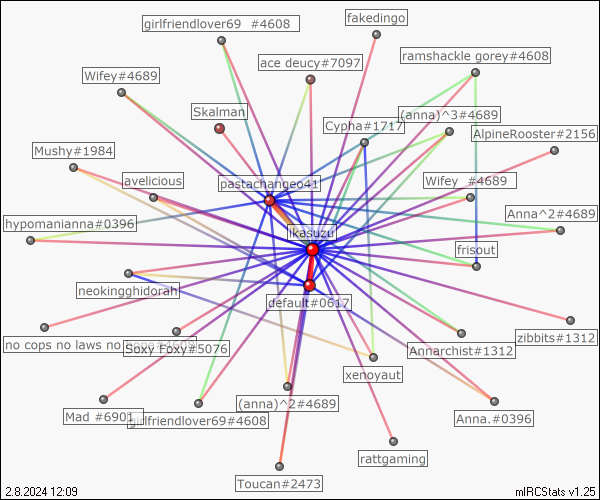 girlfriendlover69 #4608
fakedingo
ramshackle gorey#4608
ace deucy#7097
Wifey#4689
Skalman
(anna)^3#4689
Cypha#1717
AlpineRooster#2156
Mushy#1984
avelicious
pastachangeo41
Wifey_#4689
hypomanianna#0396
Anna^2#4689
ikasuzu
frisout
neokingghidorah
default#0617
no cops no laws no
Soxy Foxy#5076
zibbits#1312
Annarchist#1312
xenoyaut
Mad #6901
girlfriendlover69#4608
(anna)^2#4689
Anna.#0396
rattgaming
Toucan#2473
2.8.2024 12:09
mIRCStats v1.25